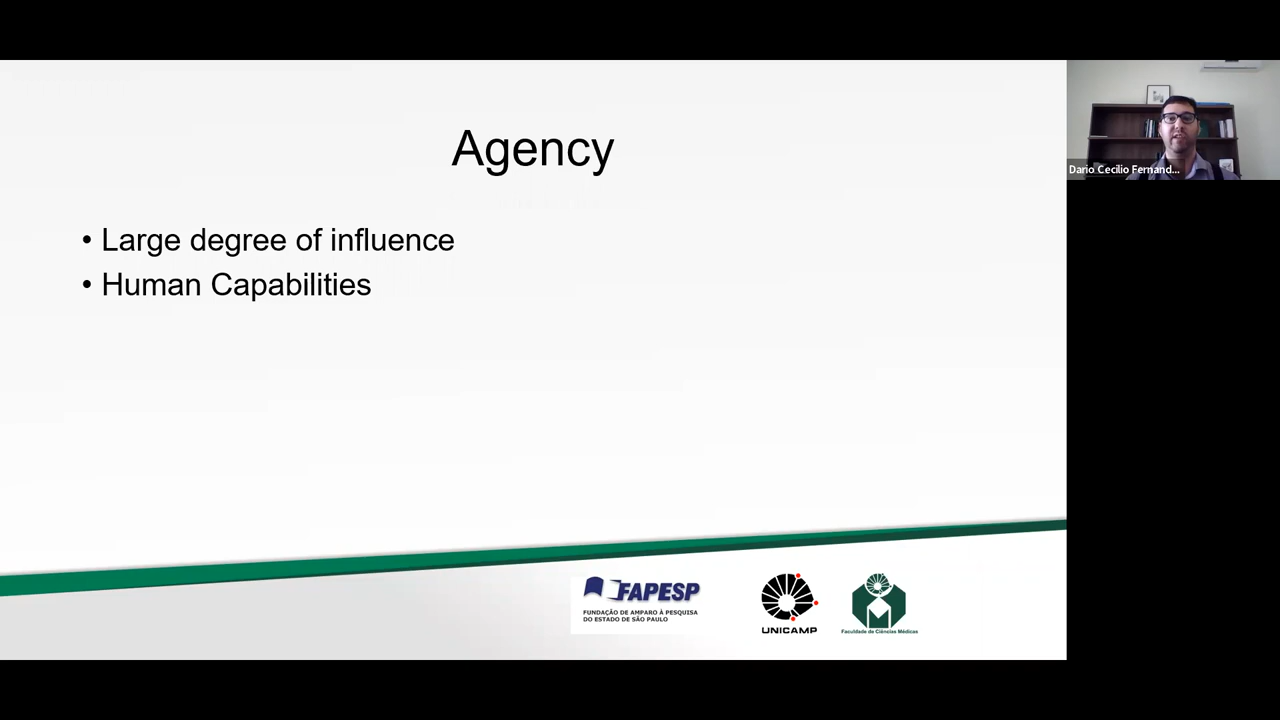 Agency
• Large degree of influence
• Human Capabilities
Dario Cecilio Fernand...
FAPESP
FUNDAÇÃO DE AMPARO À PESQUISA
DO ESTADO DE SÃO PAULO
UNICAMP
Faculdade de Ciências Médicas